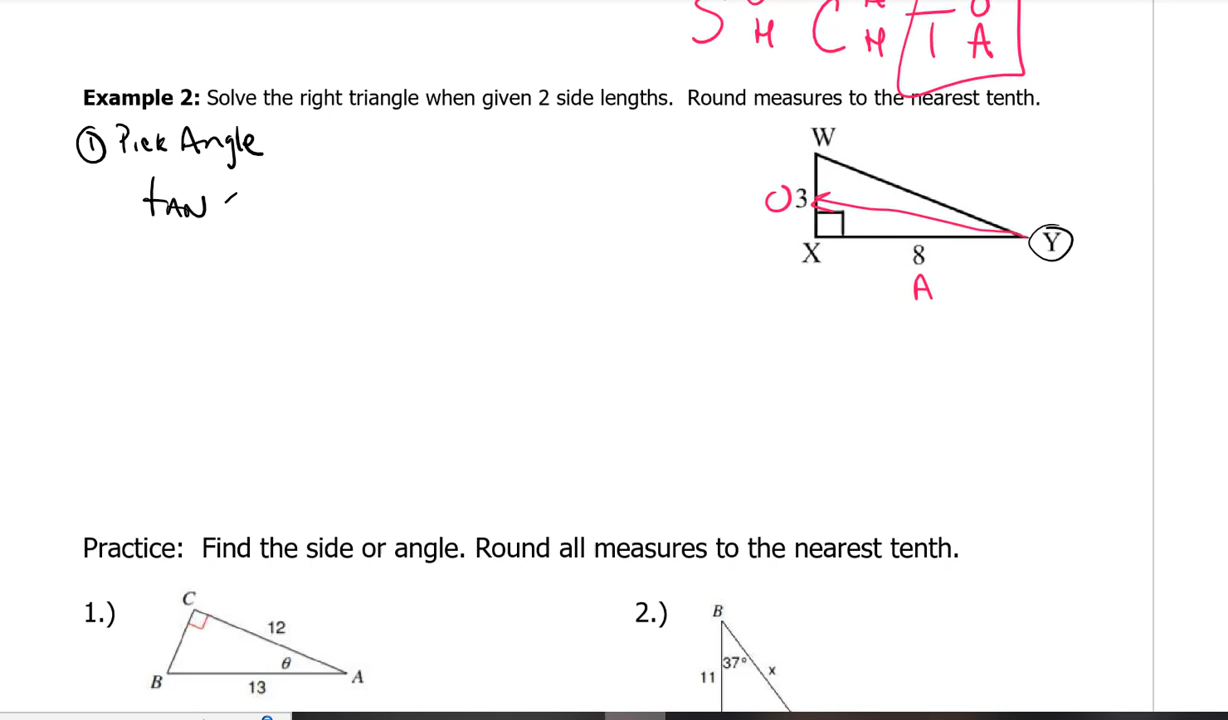 S H C H T O A
Example 2: Solve the right triangle when given 2 side lengths. Round measures to the nearest tenth.
① Pick Angle
tAN
W
O 3
X
8
Y
A
Practice: Find the side or angle. Round all measures to the nearest tenth.
1.)
C
12
θ
B
13
A
2.)
B
37°
11
x